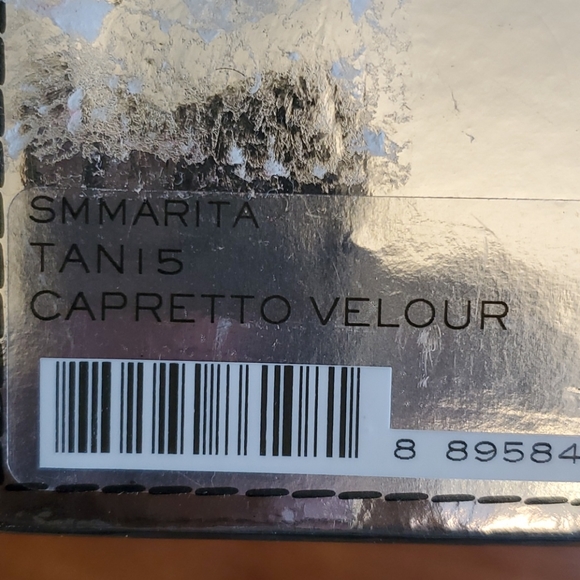 SMMARITA
TAN15
CAPRETTO VELOUR
8 89584